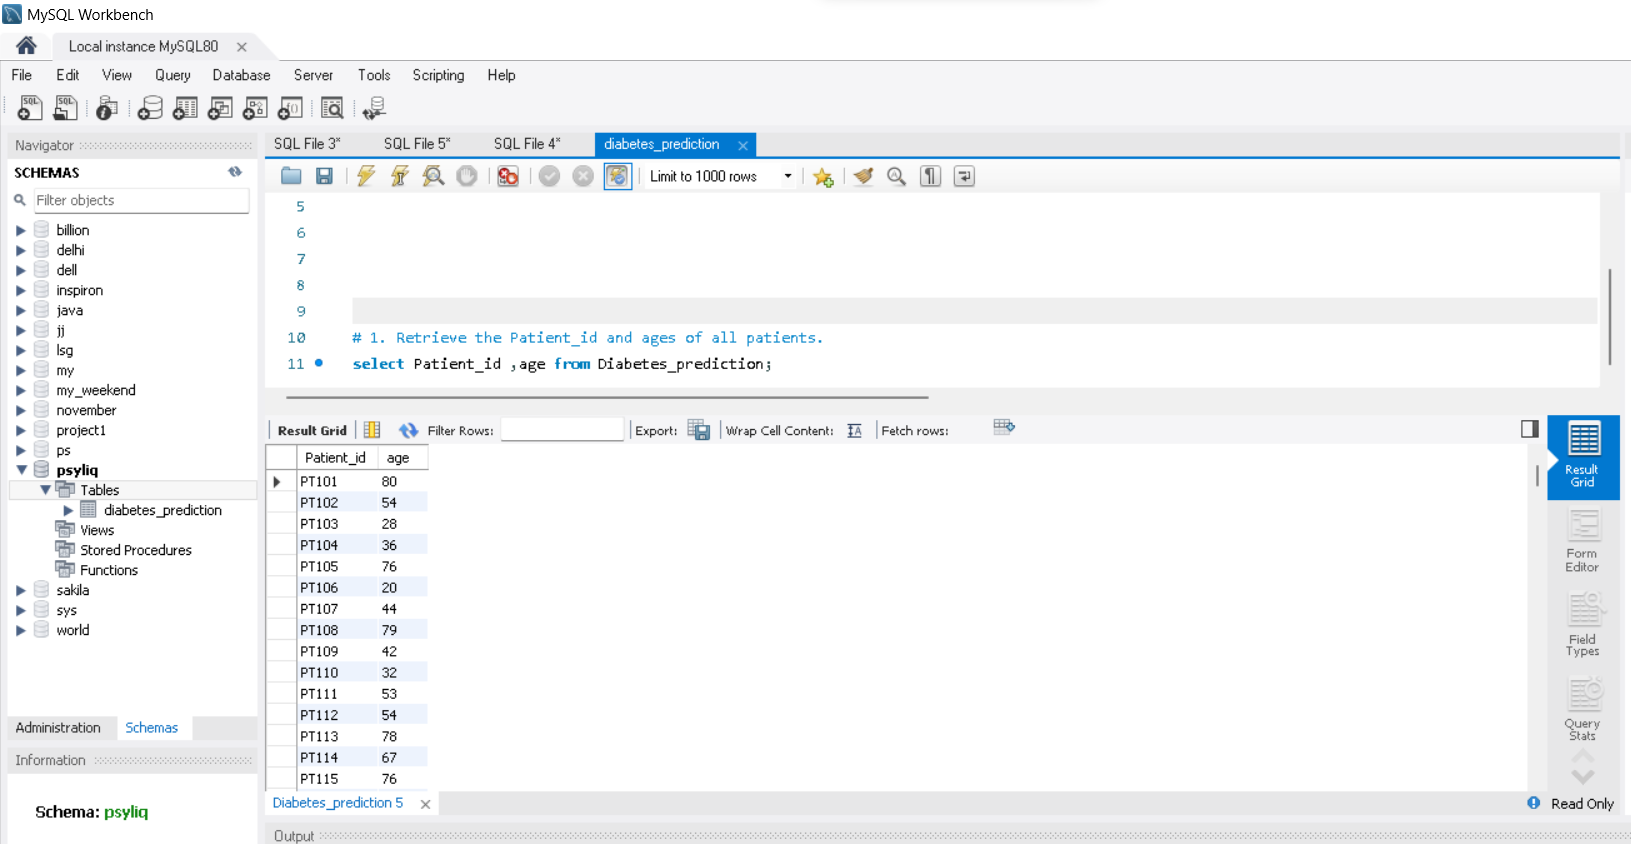 MySQL Workbench
Local instance MySQL80
File Edit View Query Database Server Tools Scripting Help
Navigator
SCHEMAS
Filter objects
billion
delhi
dell
inspiron
java
jj
lsg
my
my_weekend
november
project1
ps
psyliq
Tables
diabetes_prediction
Views
Stored Procedures
Functions
sakila
sys
world
Administration Schemas
Information
Schema: psyliq
SQL File 3* SQL File 5* SQL File 4* diabetes_prediction
Limit to 1000 rows
5
6
7
8
9
10 # 1. Retrieve the Patient_id and ages of all patients.
11 select Patient_id ,age from Diabetes_prediction;
Result Grid Filter Rows: Export: Wrap Cell Content: Fetch rows:
Patient_id age
PT101 80
PT102 54
PT103 28
PT104 36
PT105 76
PT106 20
PT107 44
PT108 79
PT109 42
PT110 32
PT111 53
PT112 54
PT113 78
PT114 67
PT115 76
Result
Grid
Form
Editor
Field
Types
Query
Stats
Diabetes_prediction 5
Read Only
Output